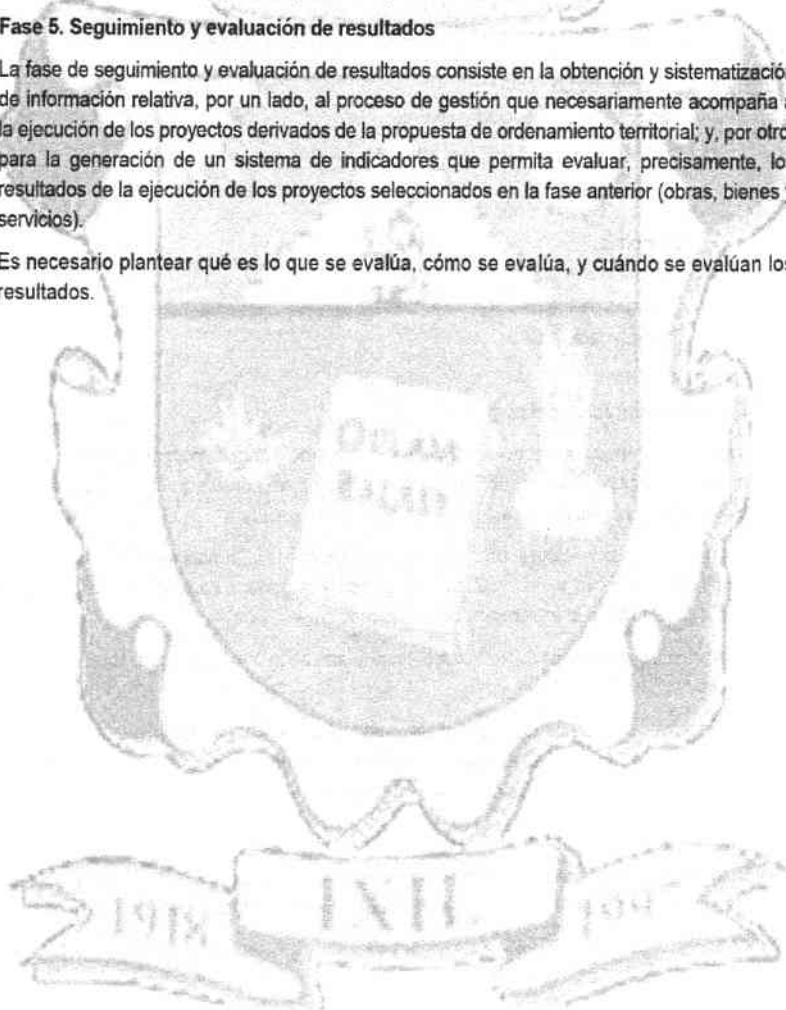 Fase 5. Seguimiento y evaluación de resultados
La fase de seguimiento y evaluación de resultados consiste en la obtención y sistematizació
de información relativa, por un lado, al proceso de gestión que necesariamente acompaña
la ejecución de los proyectos derivados de la propuesta de ordenamiento territorial; y, por otro
para la generación de un sistema de indicadores que permita evaluar, precisamente, lo
resultados de la ejecución de los proyectos seleccionados en la fase anterior (obras, bienes
servicios).
Es necesario plantear qué es lo que se evalúa, cómo se evalúa, y cuándo se evalúan los
resultados.